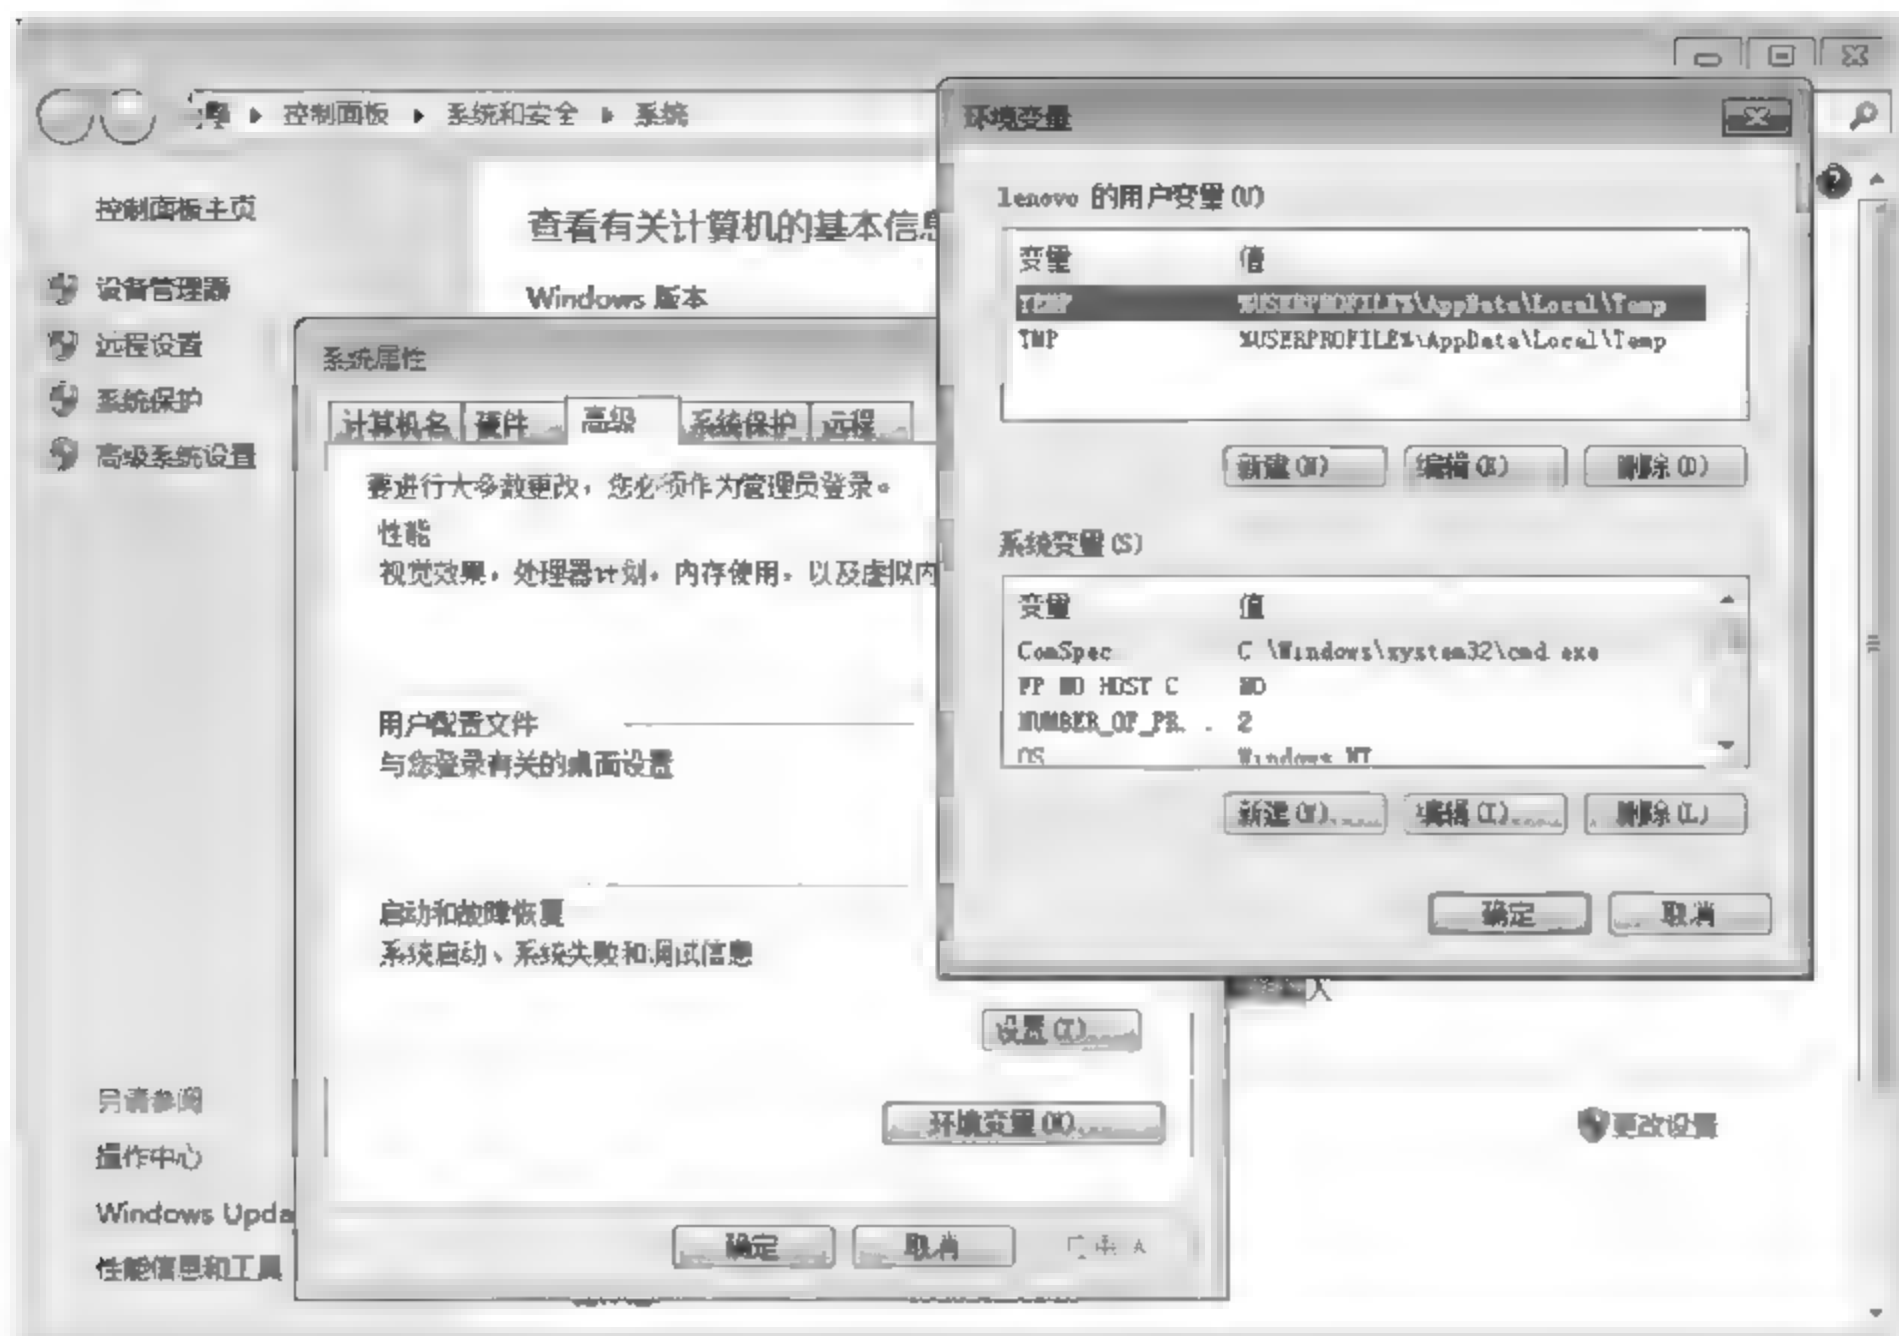 控制面板 ▸ 系统和安全 ▸ 系统
控制面板主页
设备管理器
远程设置
系统保护
高级系统设置
另请参阅
操作中心
Windows Upda
性能信息和工具
查看有关计算机的基本信息
Windows 版本
更改设置
系统属性
计算机名 硬件 高级 系统保护 远程
要进行大多数更改，您必须作为管理员登录。
性能
视觉效果，处理器计划，内存使用，以及虚拟内
用户配置文件
与您登录有关的桌面设置
启动和故障恢复
系统启动、系统失败和调试信息
设置(T)...
环境变量(N)...
确定 取消
环境变量
lenovo 的用户变量(U)
变量 值
TEMP %USERPROFILE%\AppData\Local\Temp
TMP %USERPROFILE%\AppData\Local\Temp
新建(N) 编辑(E) 删除(D)
系统变量(S)
变量 值
ComSpec C \Windows\system32\cmd exe
FP NO HOST C NO
NUMBER_OF_PR. . 2
OS Windows NT
新建(W)... 编辑(I)... 删除(L)
确定 取消